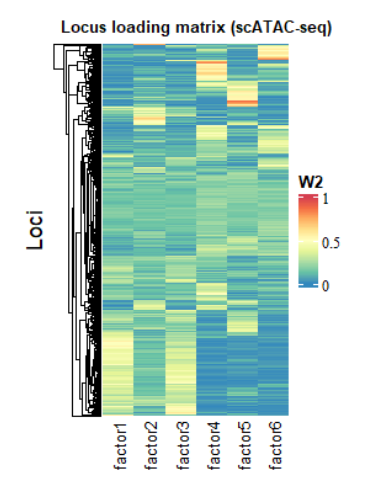 Locus loading matrix (scATAC-seq)
Loci
W2
1
0.5
0
factor1
factor2
factor3
factor4
factor5
factor6